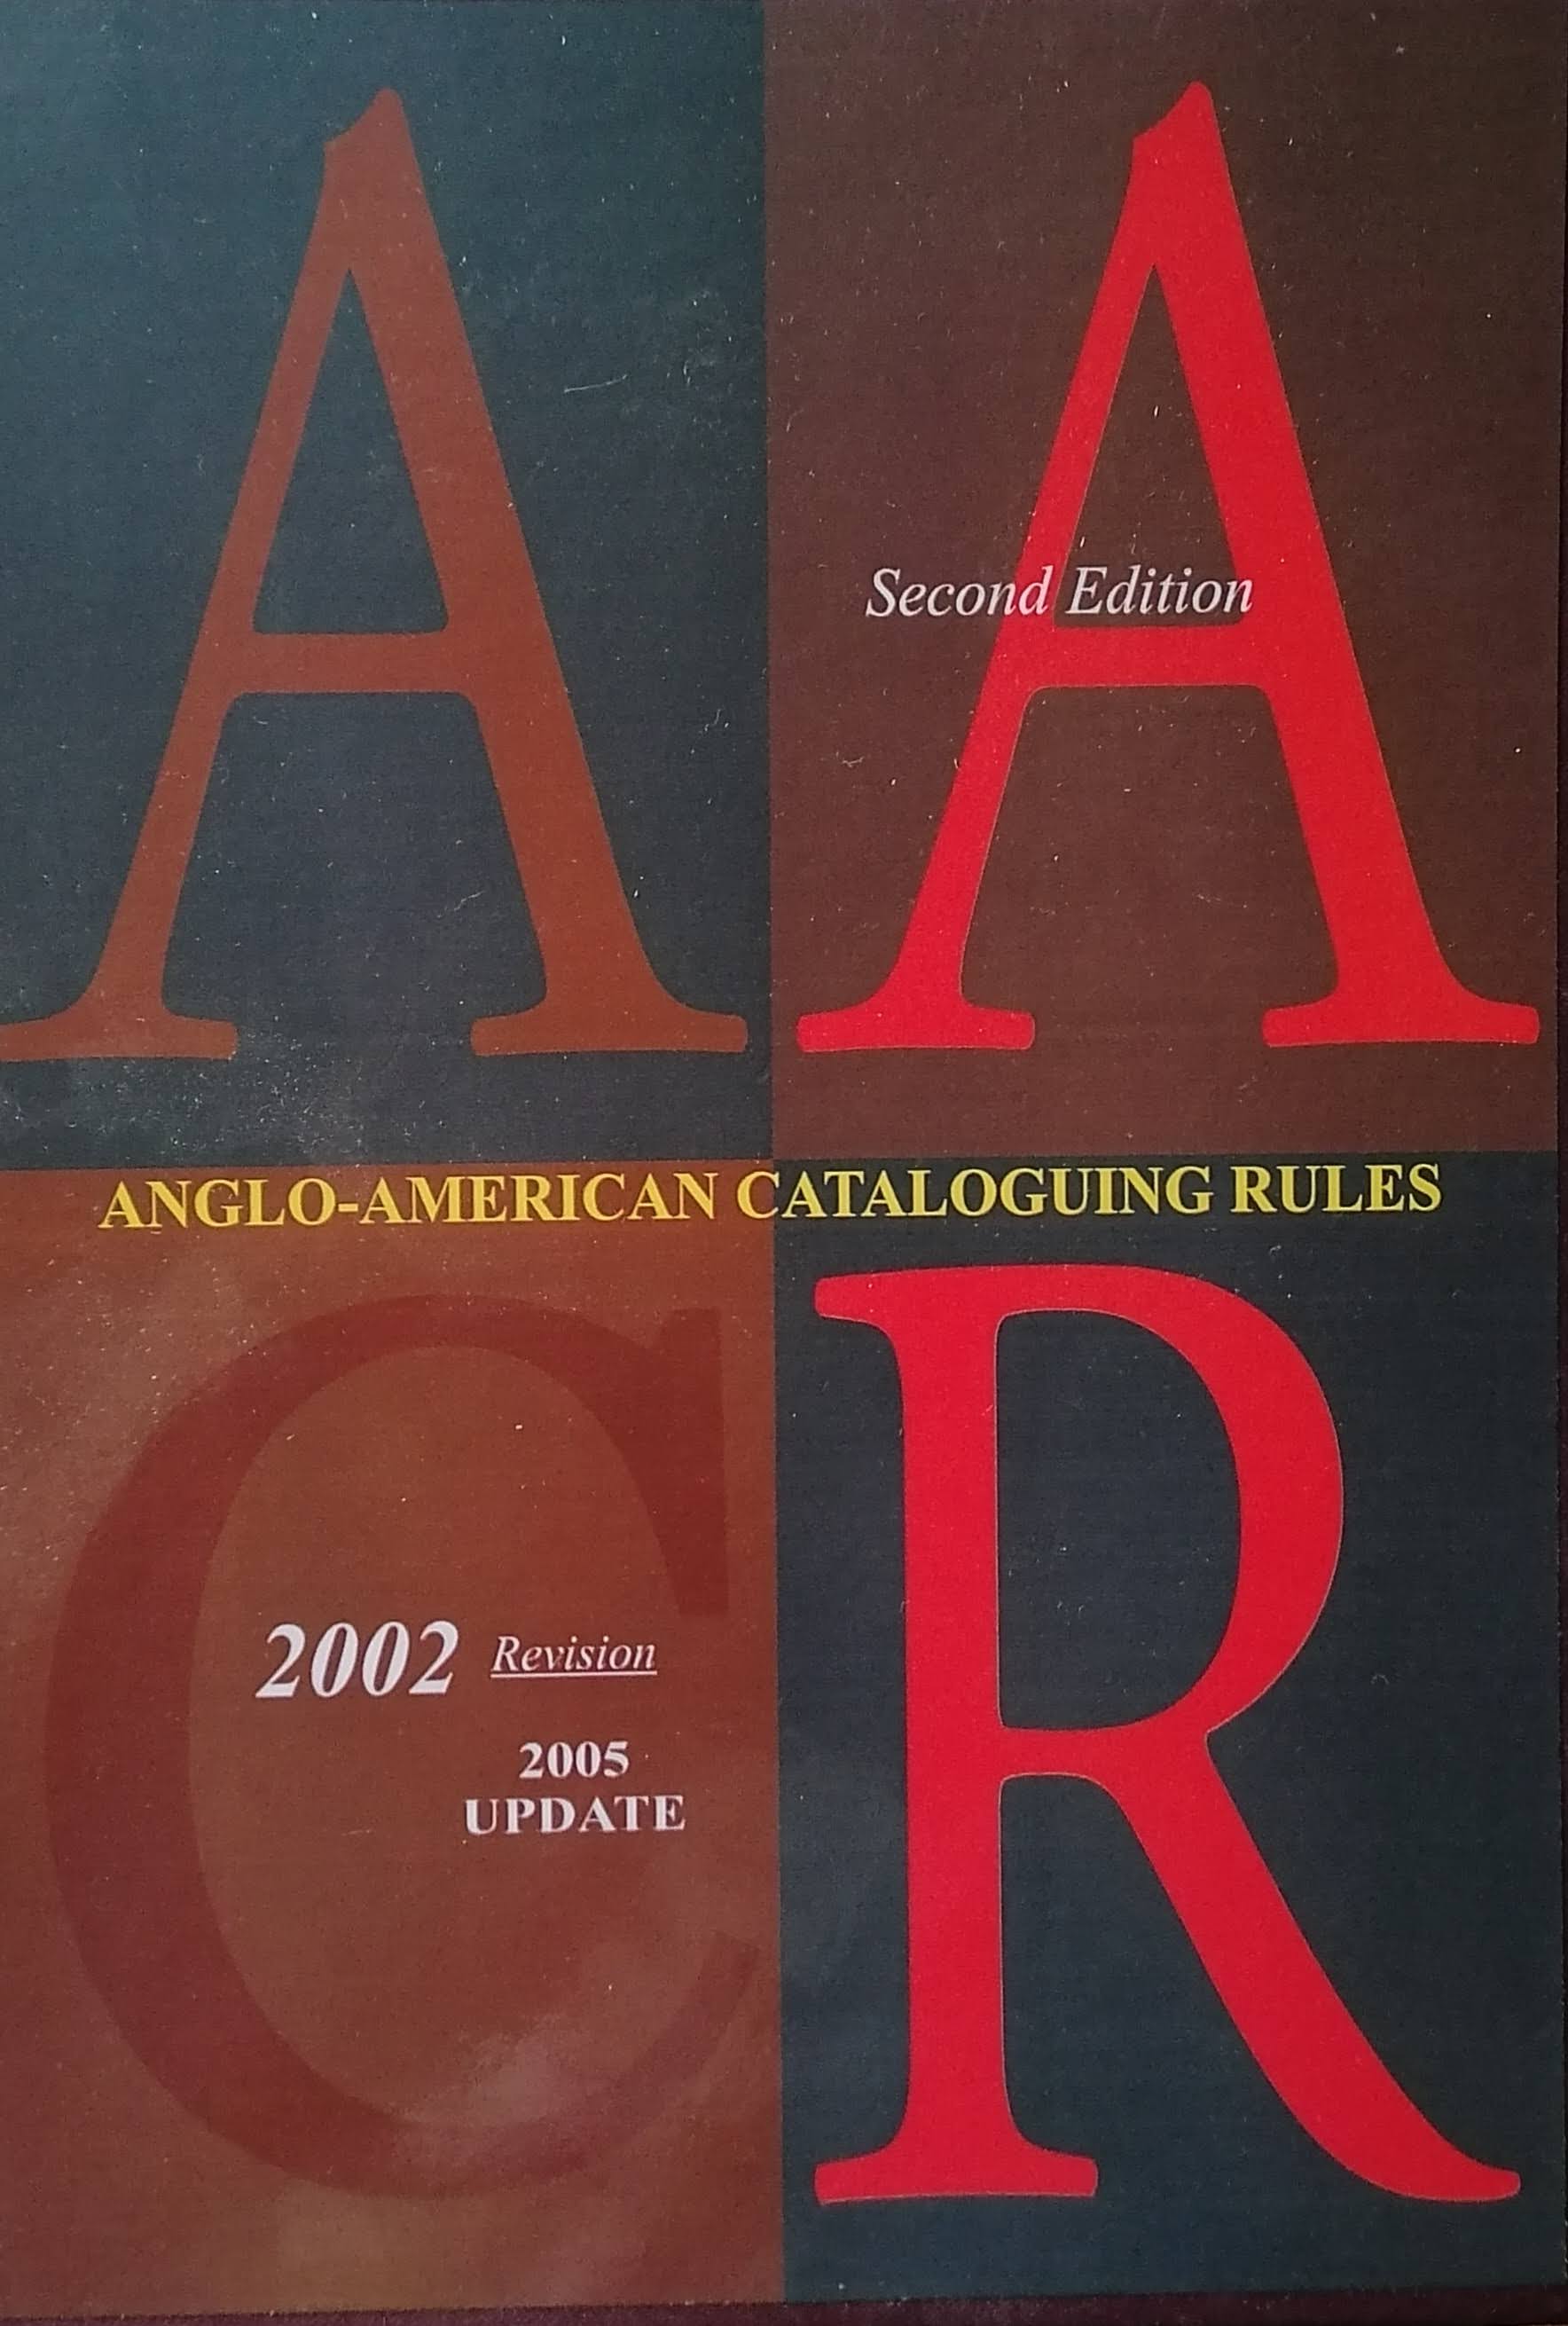 A A
Second Edition
ANGLO-AMERICAN CATALOGUING RULES
C R
2002 Revision
2005
UPDATE